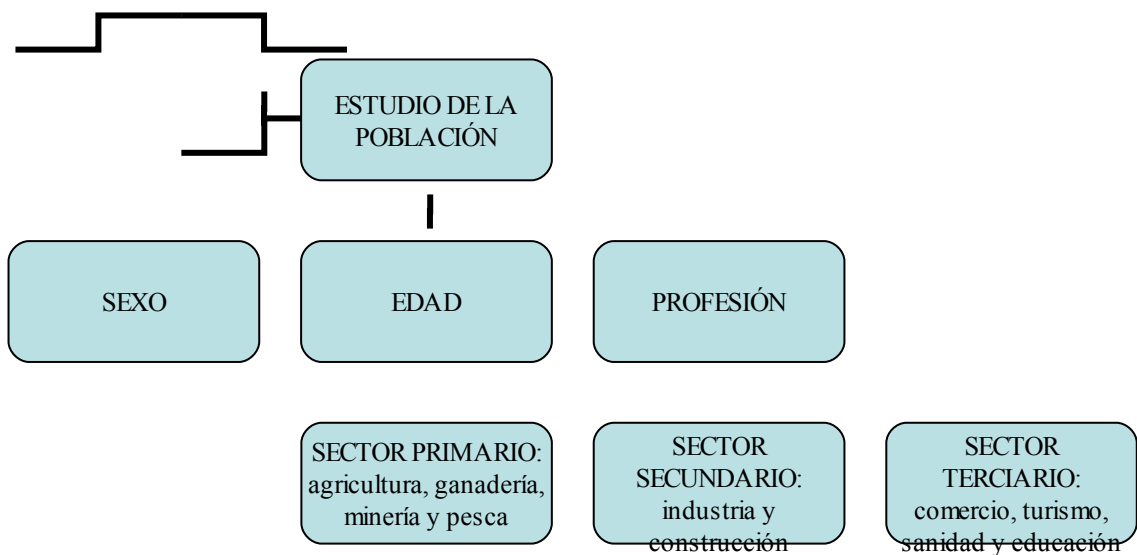 ESTUDIO DE LA
POBLACIÓN
SEXO
EDAD
PROFESIÓN
SECTOR PRIMARIO:
agricultura, ganadería,
minería y pesca
SECTOR
SECUNDARIO:
industria y
construcción
SECTOR
TERCIARIO:
comercio, turismo,
sanidad y educación